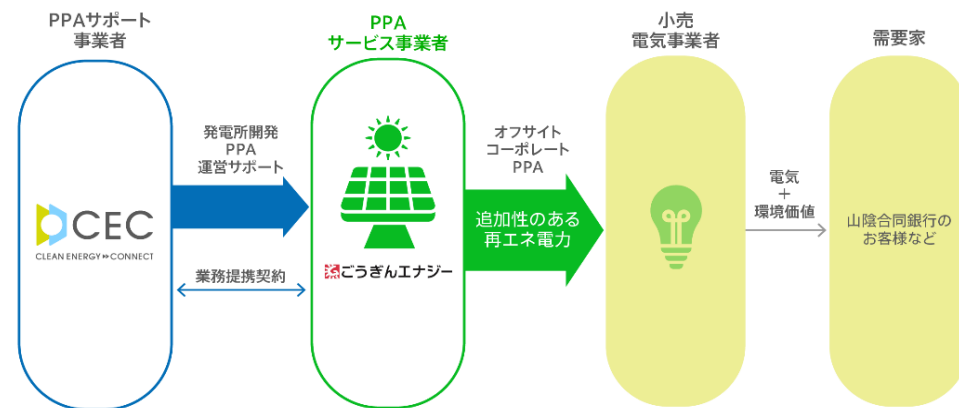 PPAサポート
事業者
CEC
CLEAN ENERGY CONNECT
発電所開発
PPA
運営サポート
業務提携契約
PPA
サービス事業者
ごうぎんエナジー
オフサイト
コーポレート
PPA
追加性のある
再エネ電力
小売
電気事業者
電気
+
環境価値
需要家
山陰合同銀行の
お客様など